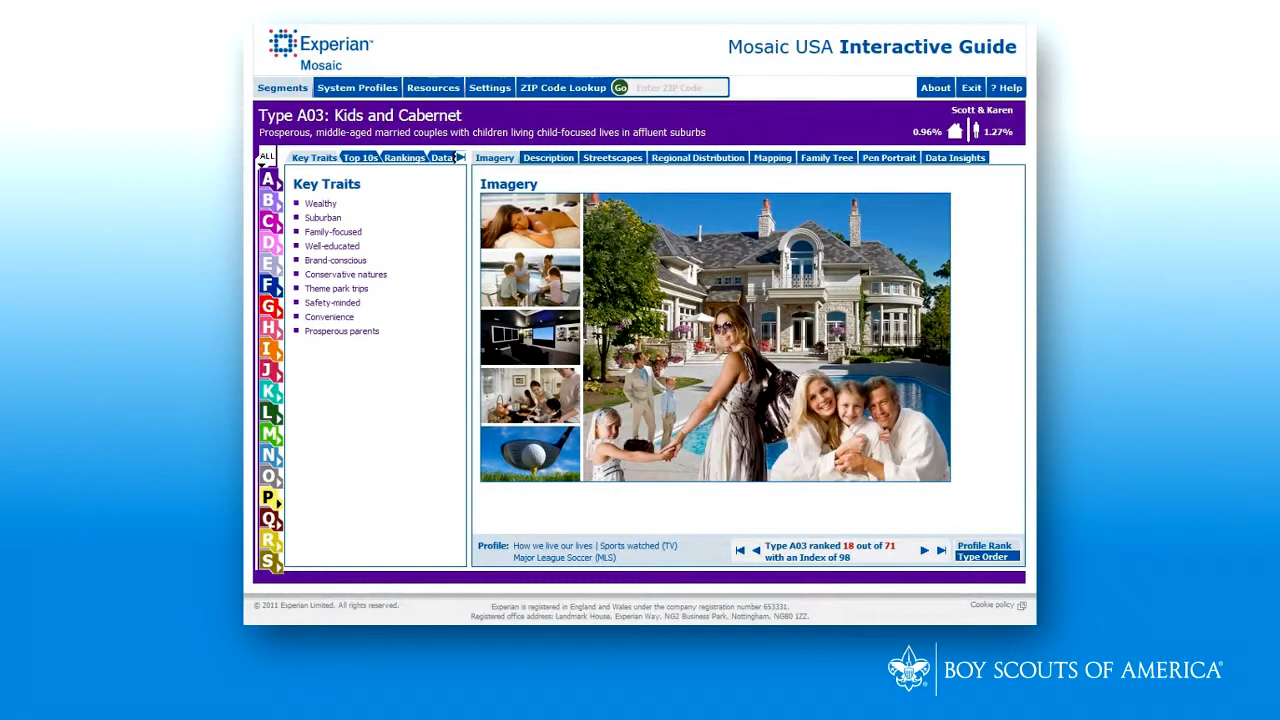 Experian™
Mosaic
Mosaic USA Interactive Guide
Segments System Profiles Resources Settings ZIP Code Lookup Go Enter ZIP Code About Exit ? Help
Type A03: Kids and Cabernet
Prosperous, middle-aged married couples with children living child-focused lives in affluent suburbs
Scott & Karen
0.96% 1.27%
ALL
Key Traits Top 10s Rankings Data
Imagery Description Streetscapes Regional Distribution Mapping Family Tree Pen Portrait Data Insights
A
B
C
D
E
F
G
H
I
J
K
L
M
N
O
P
Q
R
S
Key Traits
Wealthy
Suburban
Family-focused
Well-educated
Brand-conscious
Conservative natures
Theme park trips
Safety-minded
Convenience
Prosperous parents
Imagery
Profile: How we live our lives | Sports watched (TV)
Major League Soccer (MLS)
Type A03 ranked 18 out of 71
with an Index of 98
Profile Rank
Type Order
© 2011 Experian Limited. All rights reserved.
Experian is registered in England and Wales under the company registration number 653331.
Registered office address: Landmark House, Experian Way, NG2 Business Park, Nottingham, NG80 1ZZ.
Cookie policy
BOY SCOUTS OF AMERICA®